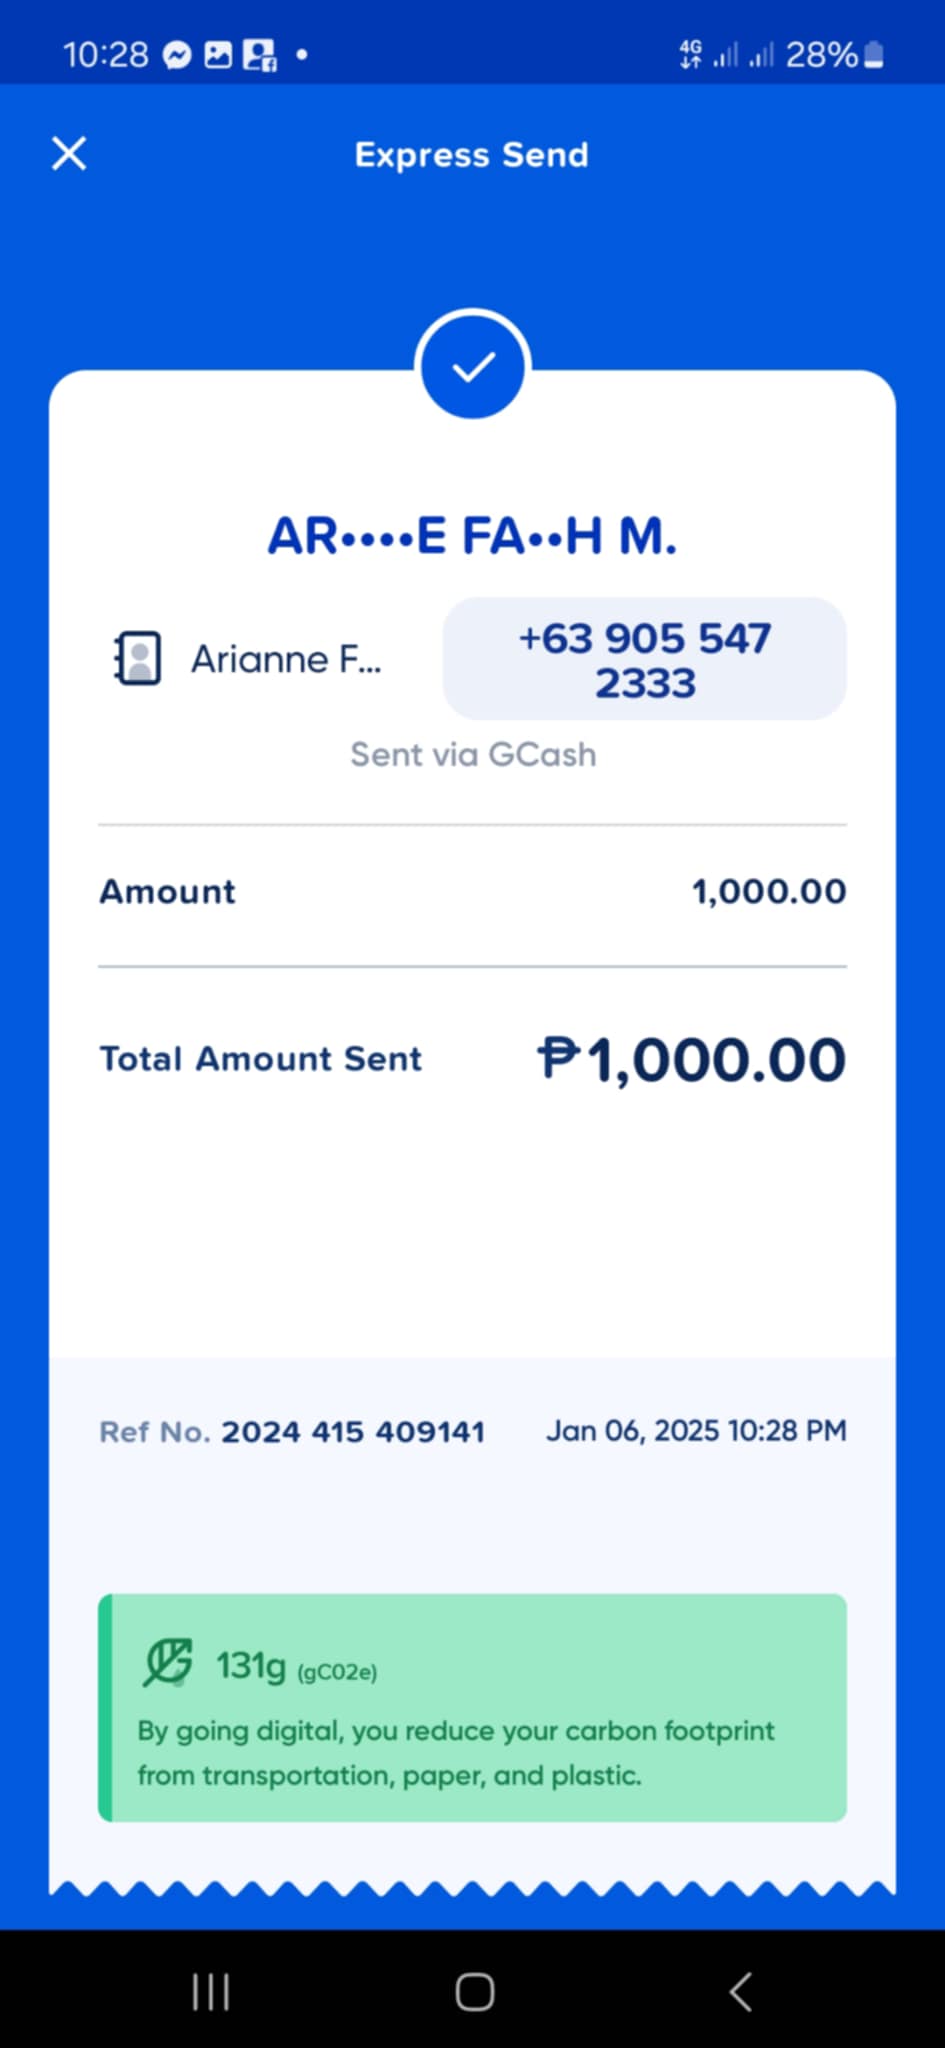 10:28
4G
28%
Express Send
AR••••E FA••H M.
Arianne F...
+63 905 547
2333
Sent via GCash
Amount 1,000.00
Total Amount Sent ₱1,000.00
Ref No. 2024 415 409141 Jan 06, 2025 10:28 PM
131g (gC02e)
By going digital, you reduce your carbon footprint
from transportation, paper, and plastic.